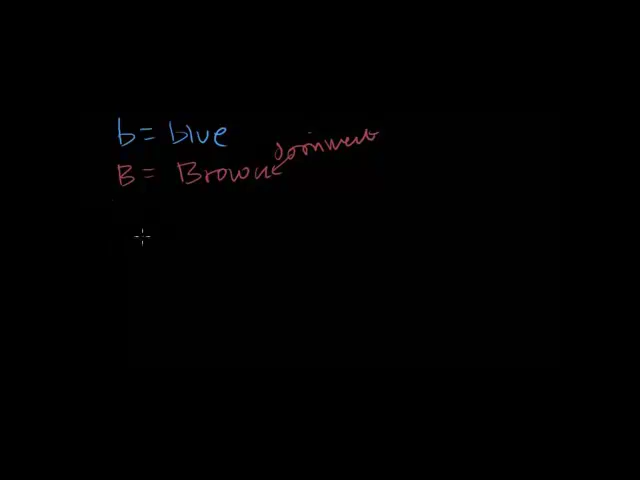 b = blue
B = Brown dominant